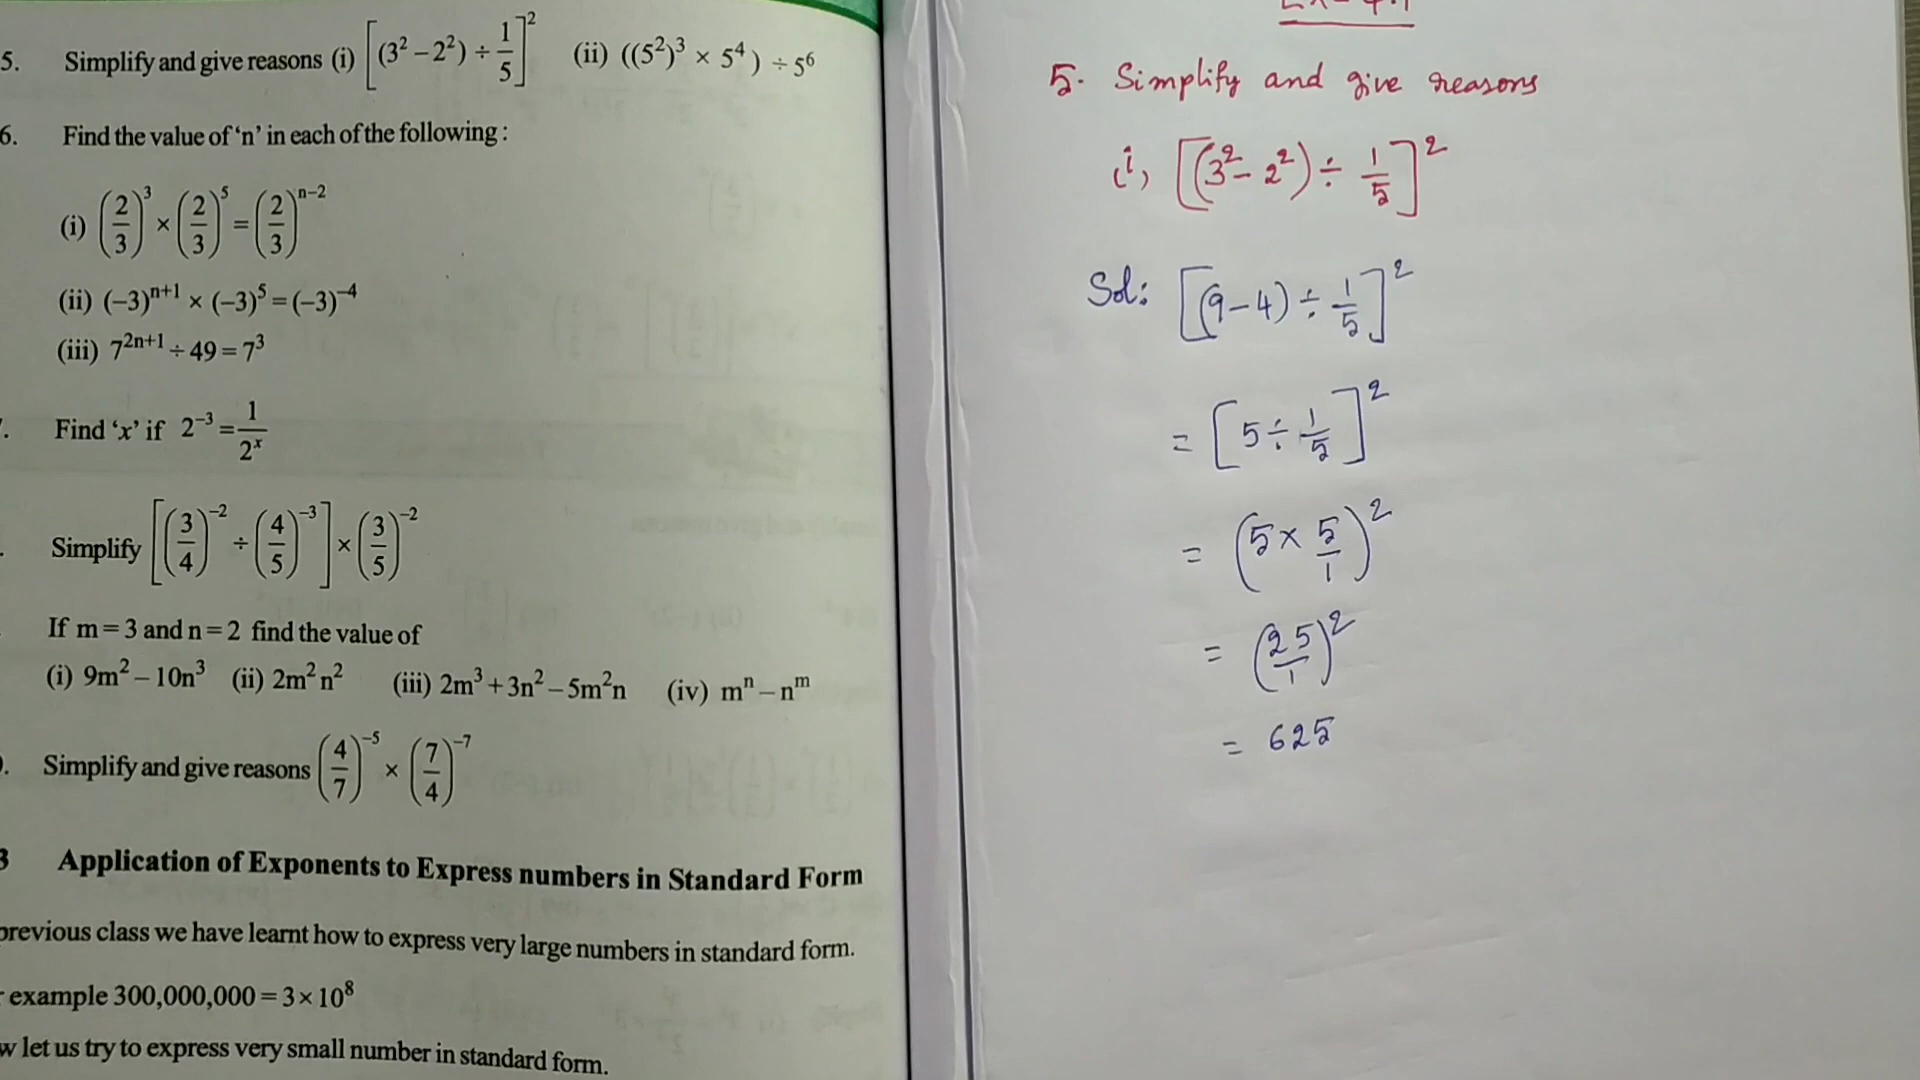 5. Simplify and give reasons (i) [(3² – 2²) ÷ 1/5]² (ii) ((5²)³ × 5⁴) ÷ 5⁶
6. Find the value of ‘n’ in each of the following:
(i) (2/3)³ × (2/3)⁵ = (2/3)ⁿ⁻²
(ii) (–3)ⁿ⁺¹ × (–3)⁵ = (–3)⁻⁴
(iii) 7²ⁿ⁺¹ ÷ 49 = 7³
Find ‘x’ if 2⁻³ = 1/2ˣ
Simplify [(3/4)⁻² ÷ (4/5)⁻³] × (3/5)⁻²
If m = 3 and n = 2 find the value of
(i) 9m² – 10n³ (ii) 2m² n² (iii) 2m³ + 3n² – 5m²n (iv) mⁿ – nᵐ
Simplify and give reasons (4/7)⁻⁵ × (7/4)⁻⁷
3 Application of Exponents to Express numbers in Standard Form
previous class we have learnt how to express very large numbers in standard form.
example 300,000,000 = 3 × 10⁸
let us try to express very small number in standard form.
5. Simplify and give reasons
(i) [(3² – 2²) ÷ 1/5]²
Sol: [(9 – 4) ÷ 1/5]²
= [5 ÷ 1/5]²
= (5 × 5/1)²
= (25/1)²
= 625